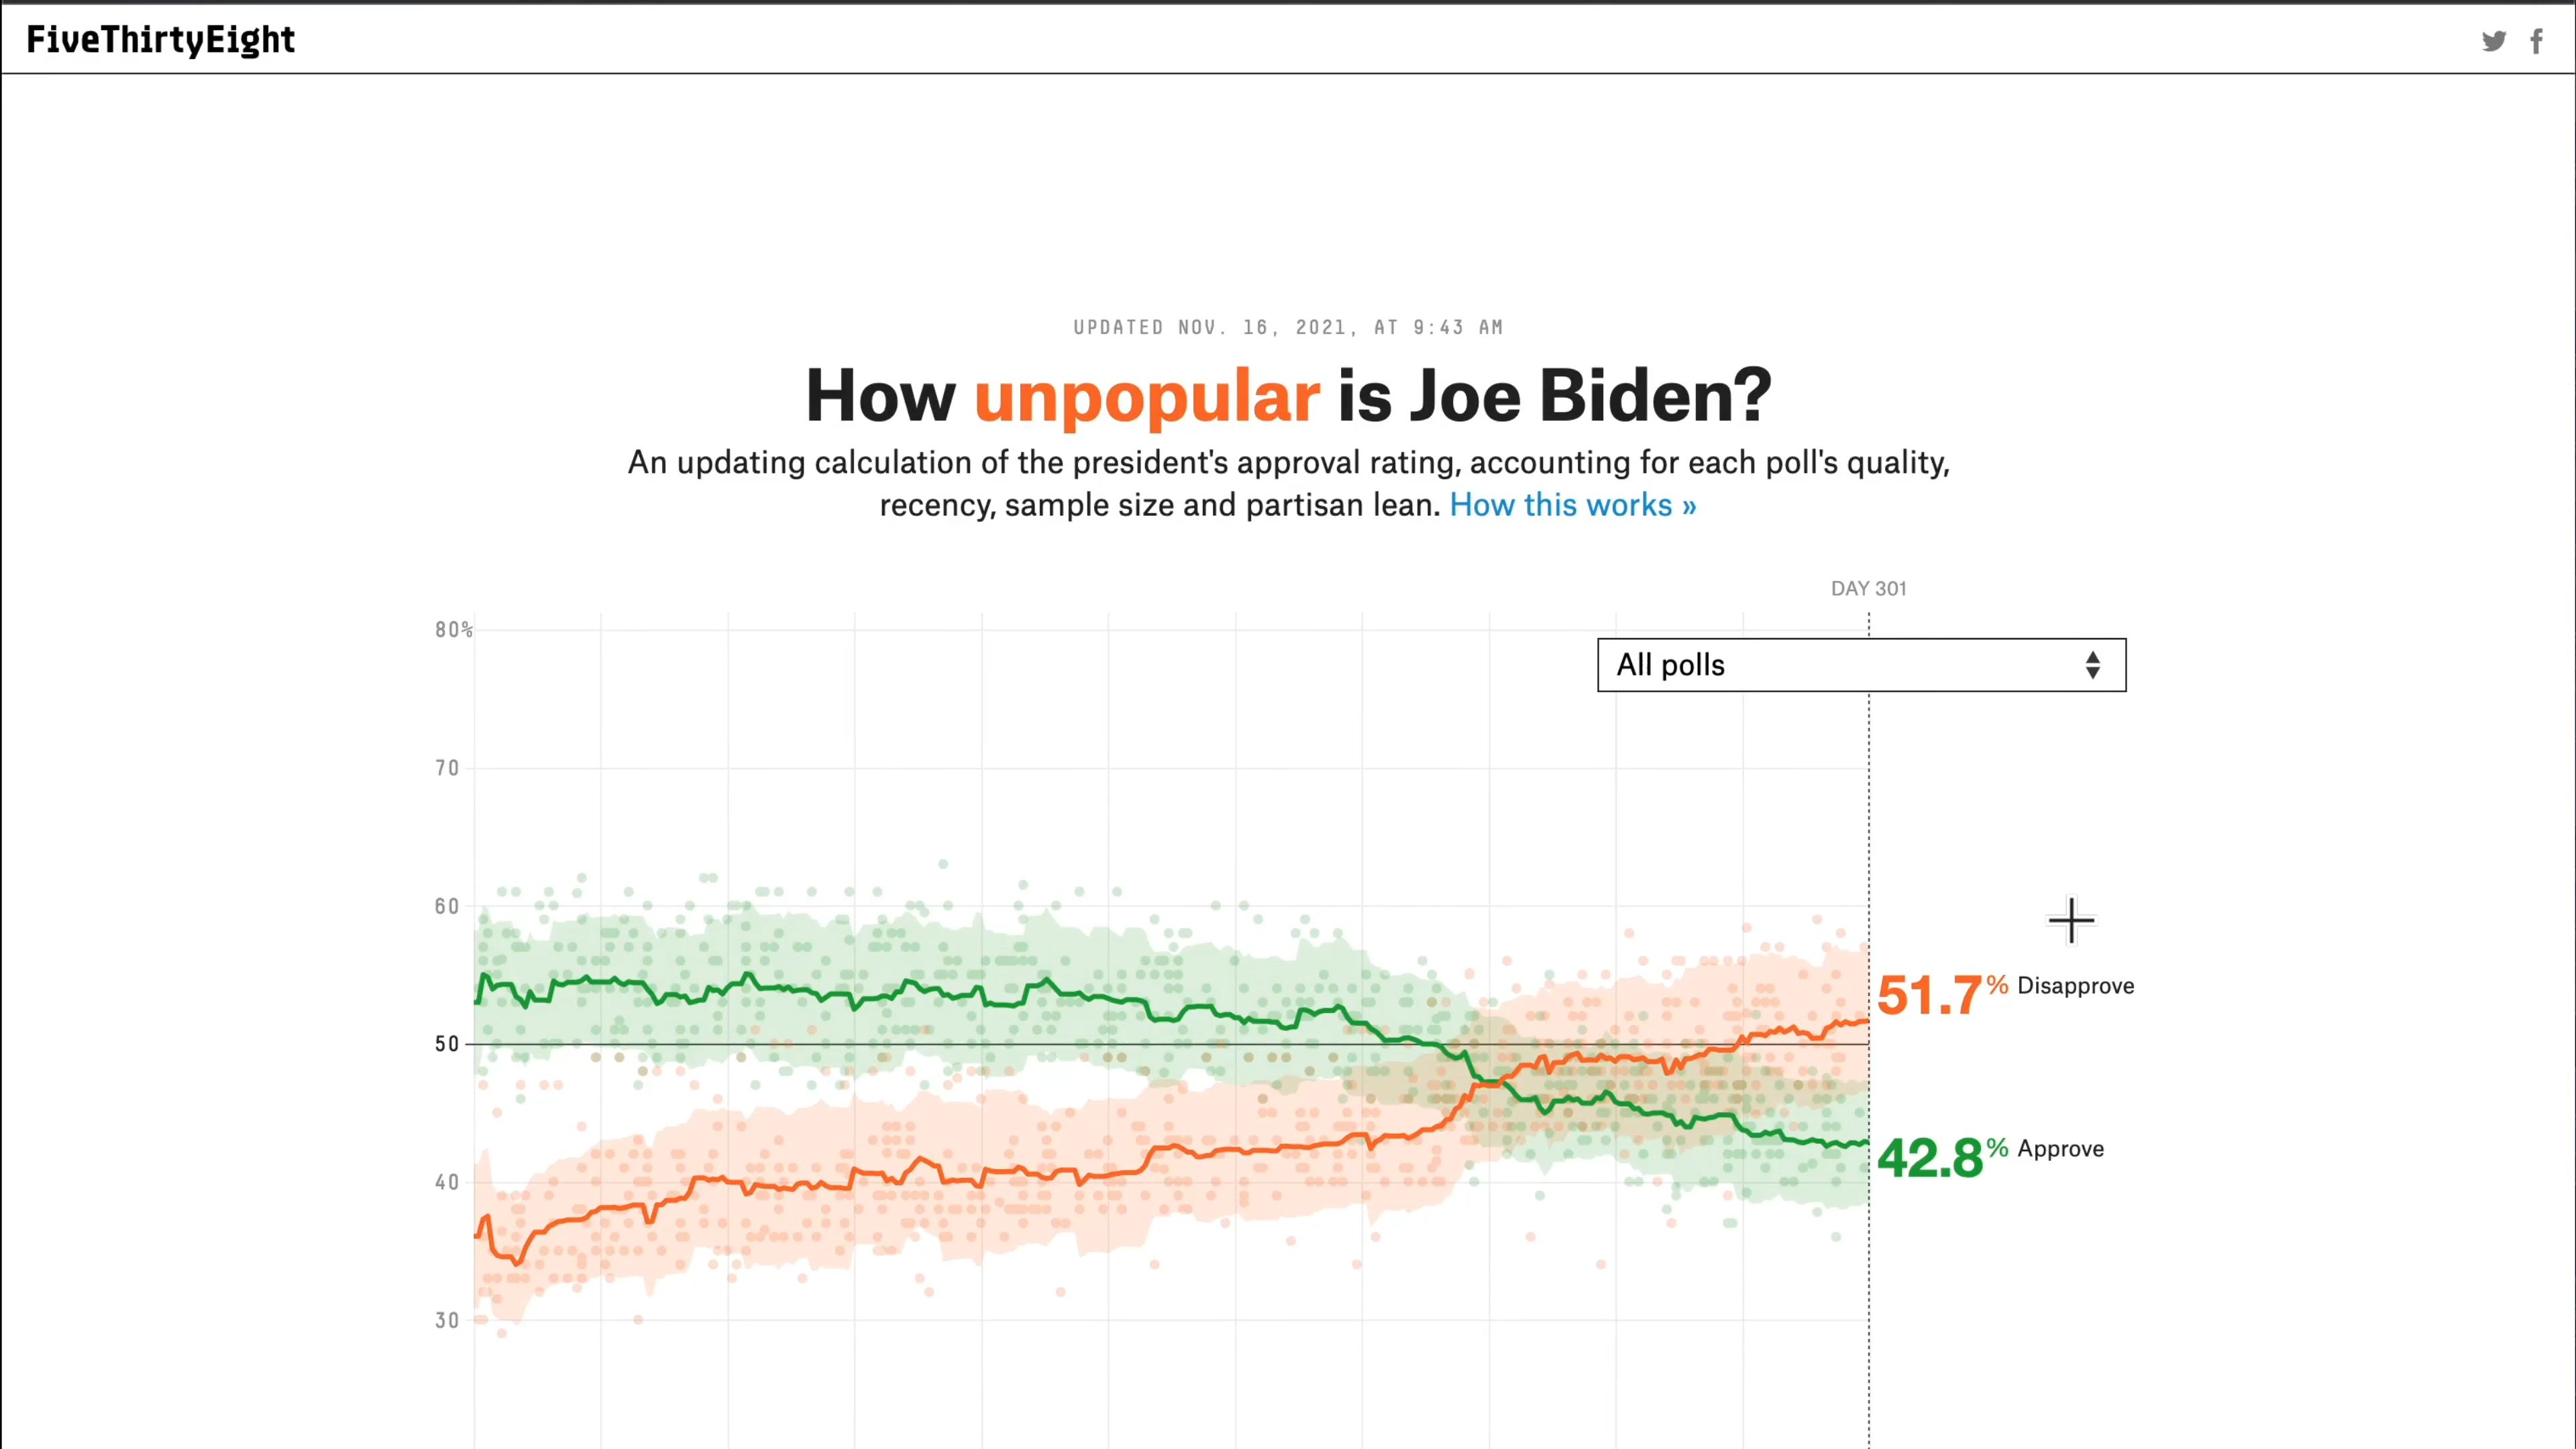 FiveThirtyEight
UPDATED NOV. 16, 2021, AT 9:43 AM
How unpopular is Joe Biden?
An updating calculation of the president's approval rating, accounting for each poll's quality,
recency, sample size and partisan lean. How this works »
DAY 301
80%
All polls
70
60
51.7% Disapprove
50
42.8% Approve
40
30